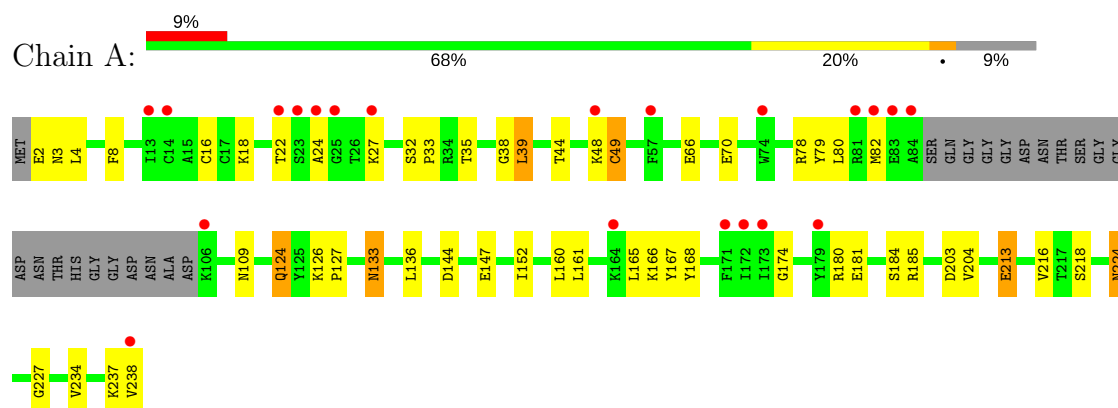 9%
Chain A:
68% 20% • 9%
MET E2 N3 L4 F8 I13 C14 A15 C16 C17 K18 T22 S23 A24 G25 T26 K27 S32 P33 R34 T35 G38 L39 T44 K48 C49 F57 E66 E70 W74 R78 Y79 L80 R81 M82 E83 A84 SER GLN GLY GLY GLY ASP ASN THR SER GLY
ASP ASN THR HIS GLY GLY ASP ASN ALA ASP K106 N109 Q124 Y125 K126 P127 N133 L136 D144 E147 I152 L160 L161 K164 L165 K166 Y167 Y168 F171 I172 I173 G174 Y179 R180 E181 S184 R185 D203 V204 E213 V216 T217 S218
G227 V234 K237 V238